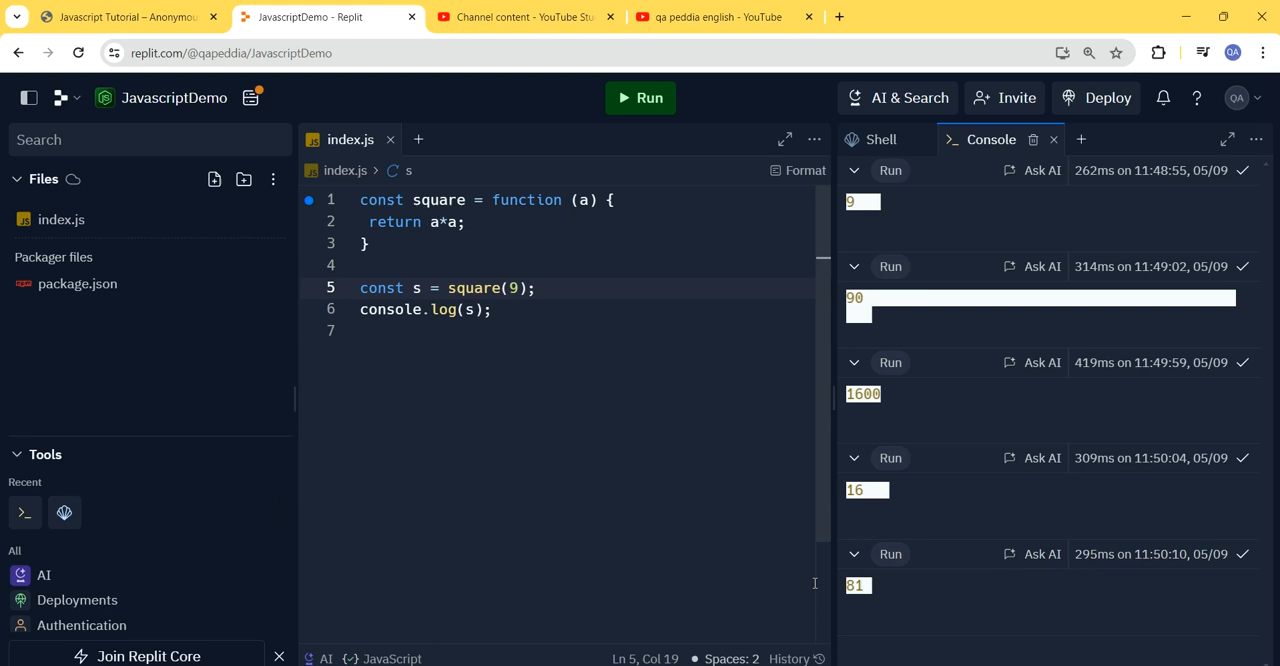 Javascript Tutorial – Anonymou
JavascriptDemo - Replit
Channel content - YouTube Stu
qa peddia english - YouTube
replit.com/@qapeddia/JavascriptDemo
QA
JavascriptDemo
Run
AI & Search
Invite
Deploy
QA
Search
Files
index.js
Packager files
package.json
Tools
Recent
All
AI
Deployments
Authentication
Join Replit Core
JS index.js
JS index.js > s
Format
1 const square = function (a) {
2 return a*a;
3 }
4
5 const s = square(9);
6 console.log(s);
7
AI {✓} JavaScript
Ln 5, Col 19 • Spaces: 2 History
Shell
>_ Console
Run Ask AI 262ms on 11:48:55, 05/09
9
Run Ask AI 314ms on 11:49:02, 05/09
90
Run Ask AI 419ms on 11:49:59, 05/09
1600
Run Ask AI 309ms on 11:50:04, 05/09
16
Run Ask AI 295ms on 11:50:10, 05/09
81